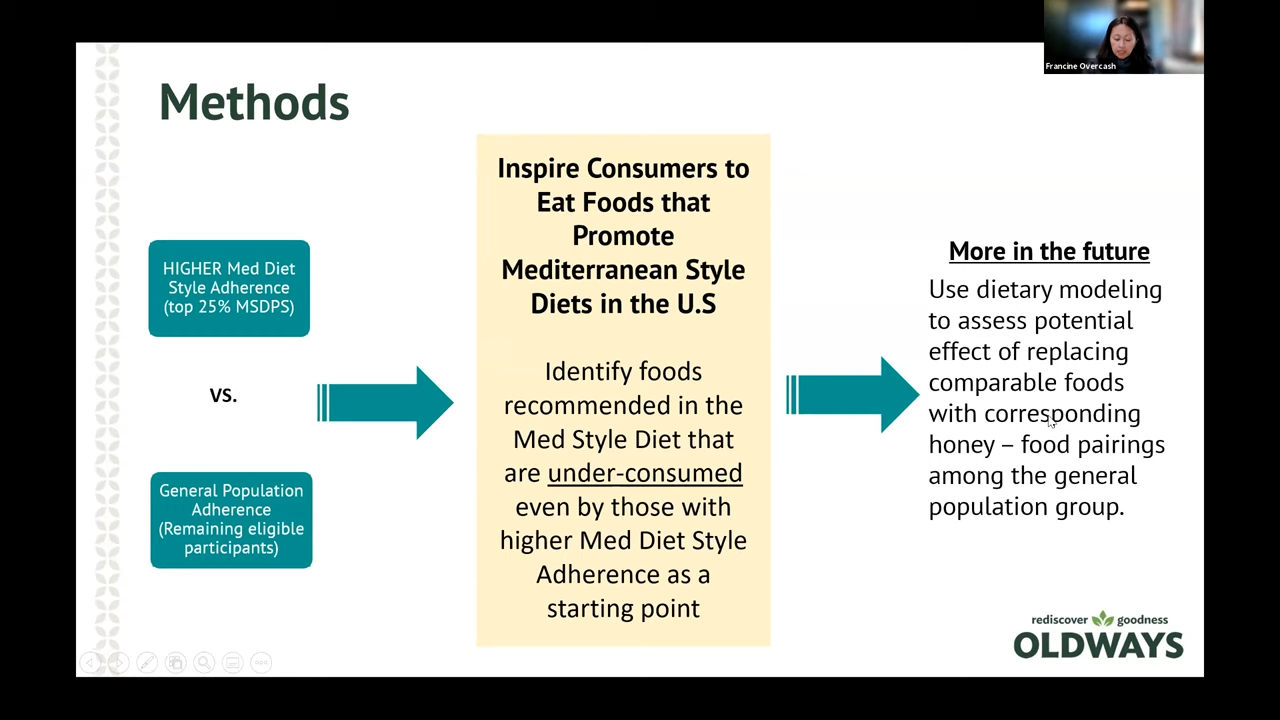 Francine Overcash
Methods
HIGHER Med Diet
Style Adherence
(top 25% MSDPS)
vs.
General Population
Adherence
(Remaining eligible
participants)
Inspire Consumers to
Eat Foods that
Promote
Mediterranean Style
Diets in the U.S
Identify foods
recommended in the
Med Style Diet that
are under-consumed
even by those with
higher Med Diet Style
Adherence as a
starting point
More in the future
Use dietary modeling
to assess potential
effect of replacing
comparable foods
with corresponding
honey – food pairings
among the general
population group.
rediscover goodness
OLDWAYS